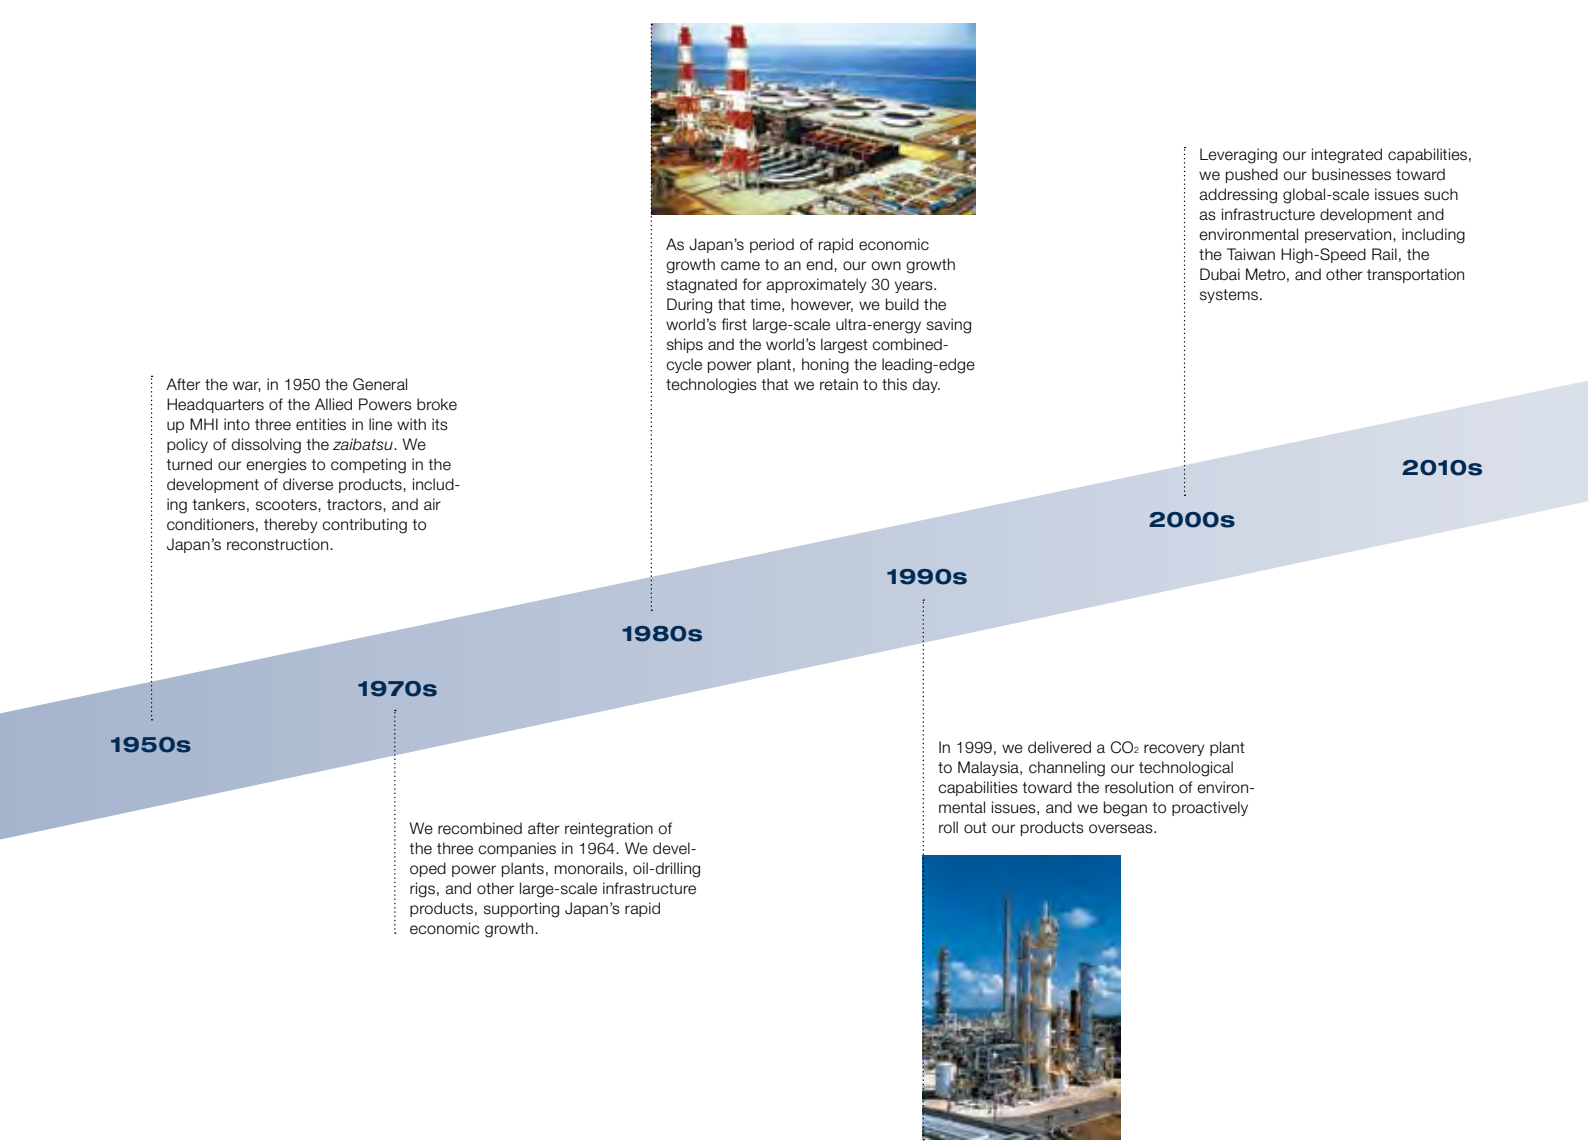 After the war, in 1950 the General
Headquarters of the Allied Powers broke
up MHI into three entities in line with its
policy of dissolving the zaibatsu. We
turned our energies to competing in the
development of diverse products, includ-
ing tankers, scooters, tractors, and air
conditioners, thereby contributing to
Japan's reconstruction.
1950s
1970s
We recombined after reintegration of
the three companies in 1964. We devel-
oped power plants, monorails, oil-drilling
rigs, and other large-scale infrastructure
products, supporting Japan's rapid
economic growth.
As Japan's period of rapid economic
growth came to an end, our own growth
stagnated for approximately 30 years.
During that time, however, we build the
world's first large-scale ultra-energy saving
ships and the world's largest combined-
cycle power plant, honing the leading-edge
technologies that we retain to this day.
1980s
1990s
In 1999, we delivered a CO₂ recovery plant
to Malaysia, channeling our technological
capabilities toward the resolution of environ-
mental issues, and we began to proactively
roll out our products overseas.
Leveraging our integrated capabilities,
we pushed our businesses toward
addressing global-scale issues such
as infrastructure development and
environmental preservation, including
the Taiwan High-Speed Rail, the
Dubai Metro, and other transportation
systems.
2000s
2010s